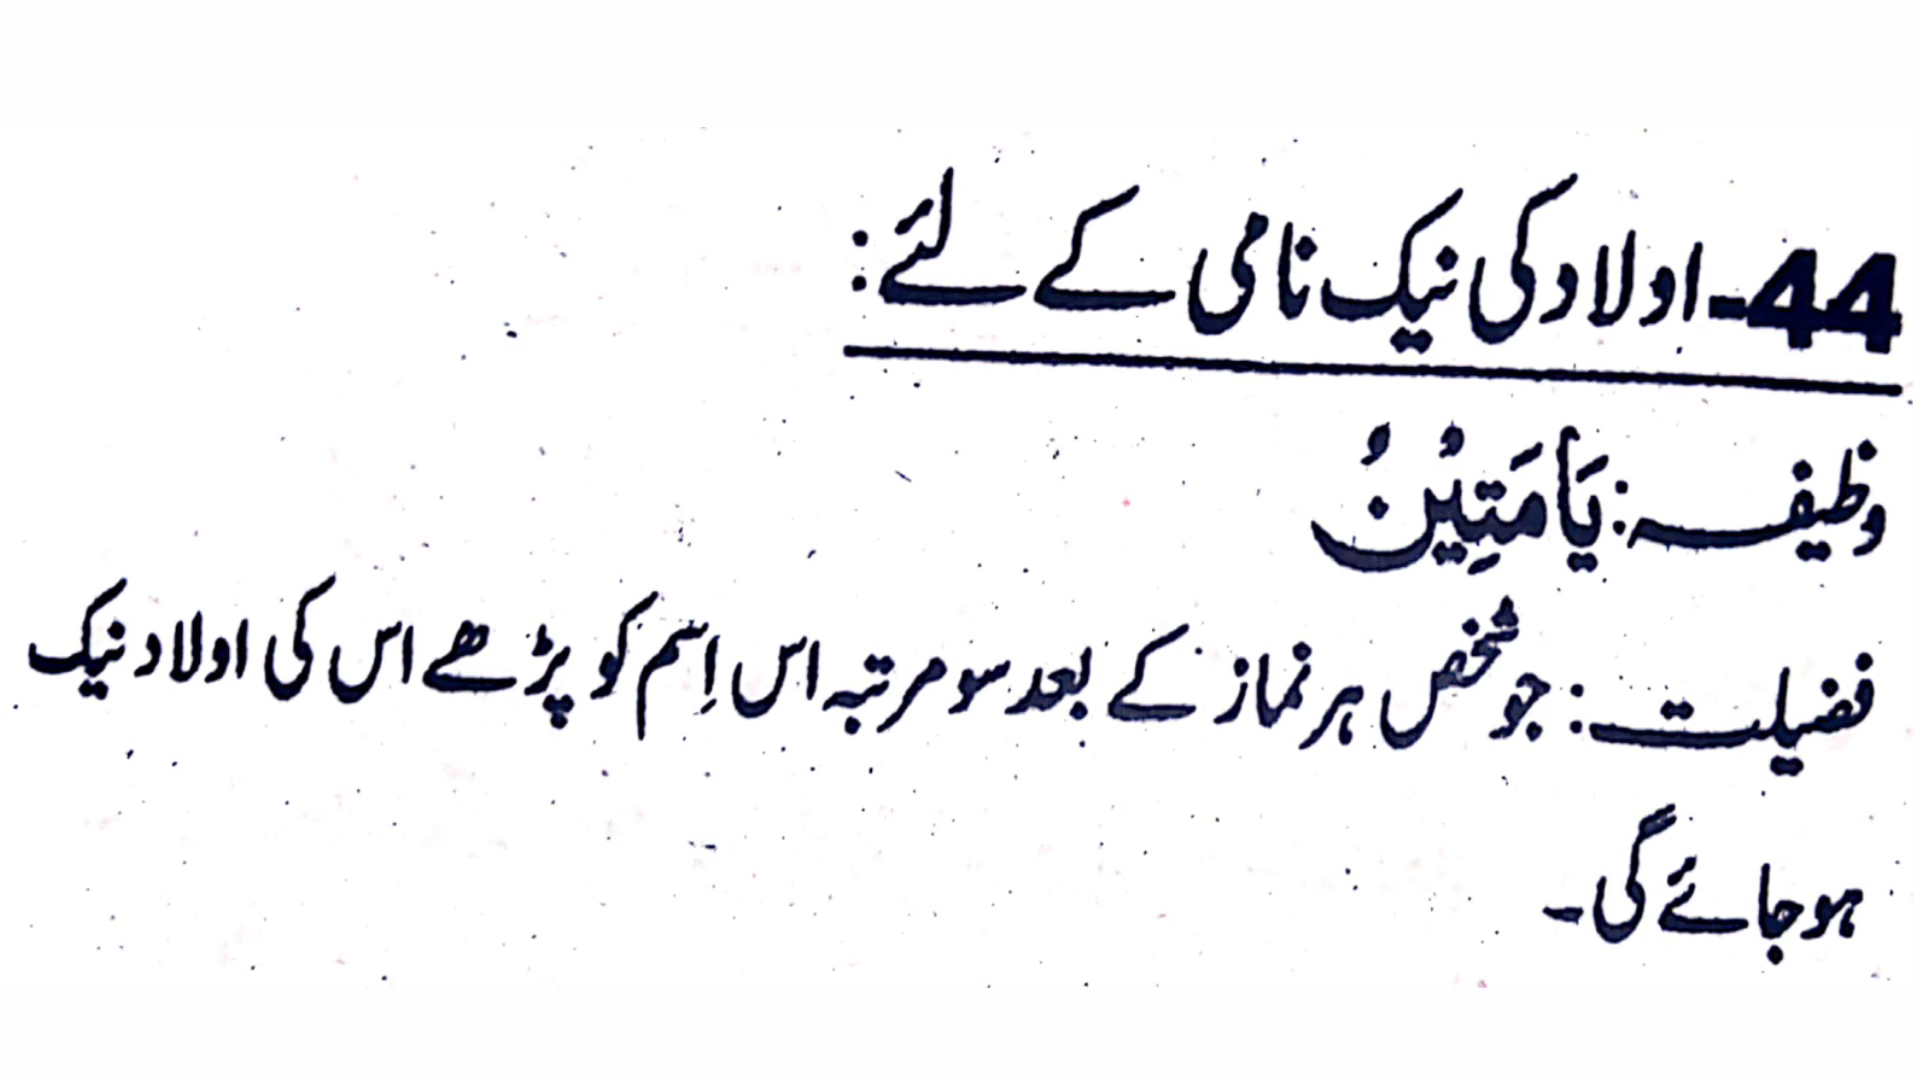 44-اولاد کی نیک نامی کے لئے:
وظیفہ: یَا مَتِیْنُ
فضیلت: جو شخص ہر نماز کے بعد سو مرتبہ اس اِسم کو پڑھے اس کی اولاد نیک
ہو جائے گی۔